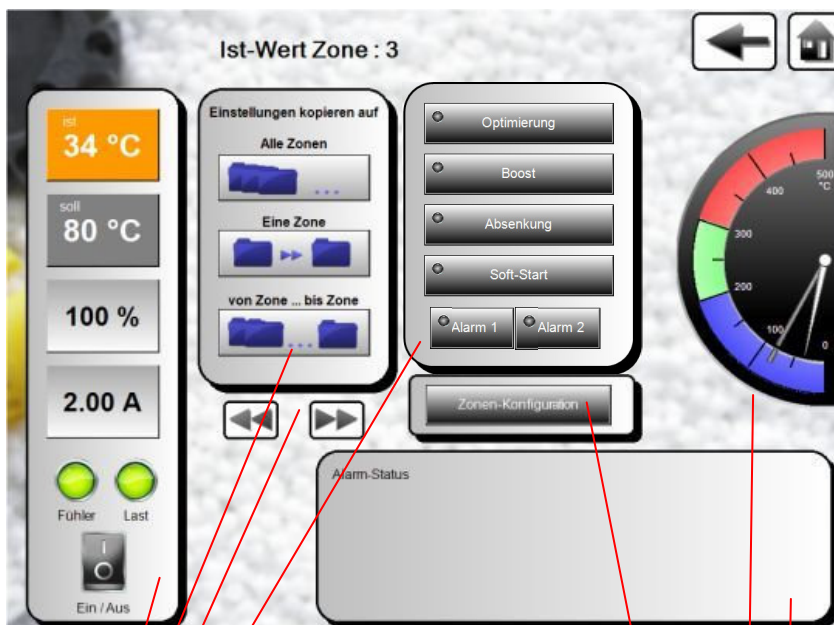 Ist-Wert Zone : 3
ist
34 °C
soll
80 °C
100 %
2.00 A
Fühler
Last
I
O
Ein / Aus
Einstellungen kopieren auf
Alle Zonen
...
Eine Zone
von Zone ... bis Zone
...
Optimierung
Boost
Absenkung
Soft-Start
Alarm 1
Alarm 2
Zonen-Konfiguration
Alarm-Status
500
°C
400
300
200
100
0